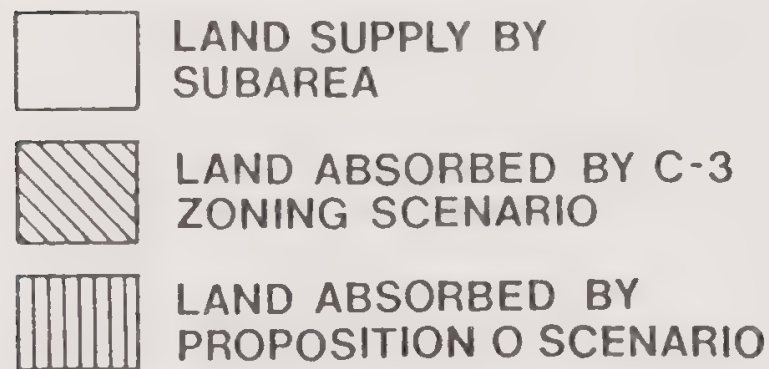 LAND SUPPLY BY
SUBAREA
LAND ABSORBED BY C-3
ZONING SCENARIO
LAND ABSORBED BY
PROPOSITION O SCENARIO